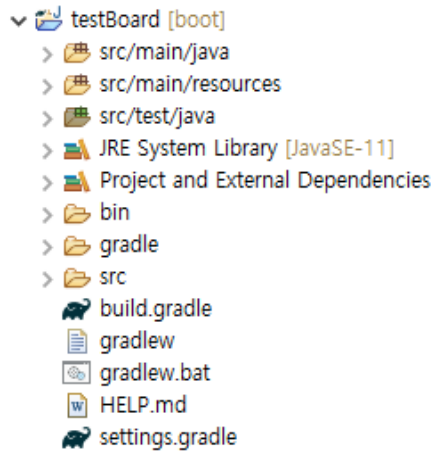 testBoard [boot]
src/main/java
src/main/resources
src/test/java
JRE System Library [JavaSE-11]
Project and External Dependencies
bin
gradle
src
build.gradle
gradlew
gradlew.bat
HELP.md
settings.gradle